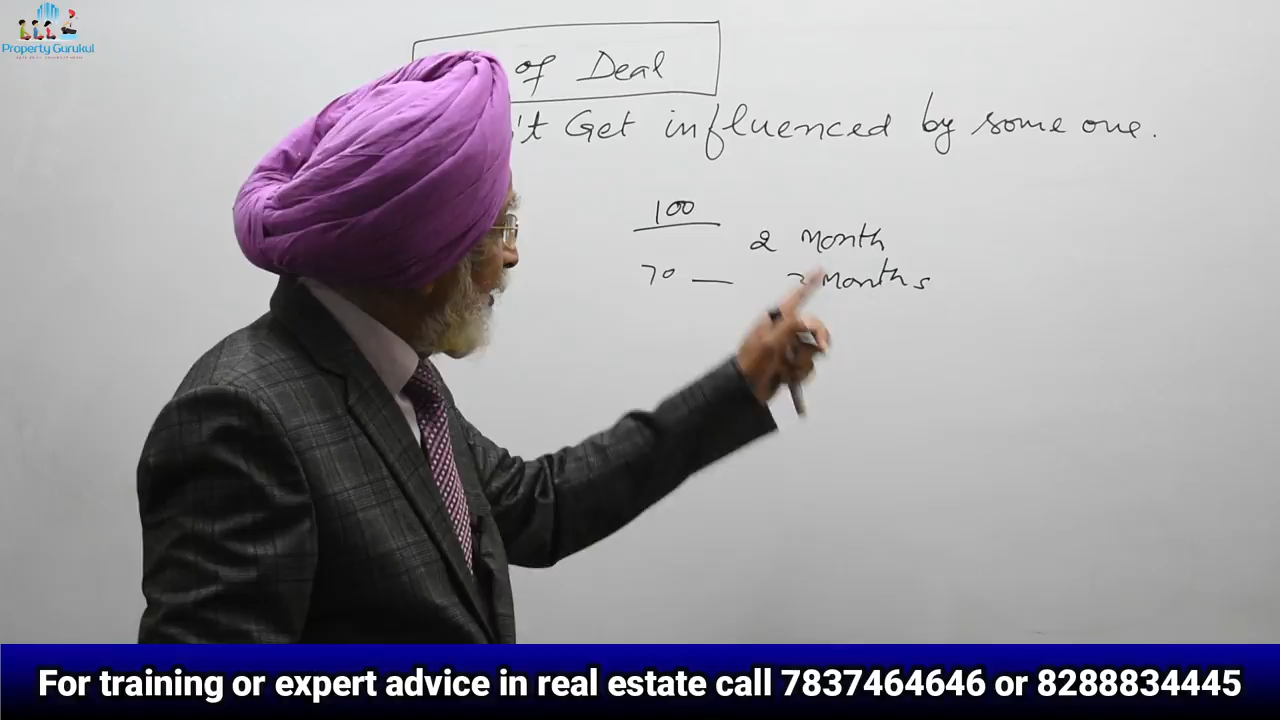 Property Gurukul
of Deal
't Get influenced by some one.
100
2 Month
70 — Months
For training or expert advice in real estate call 7837464646 or 8288834445